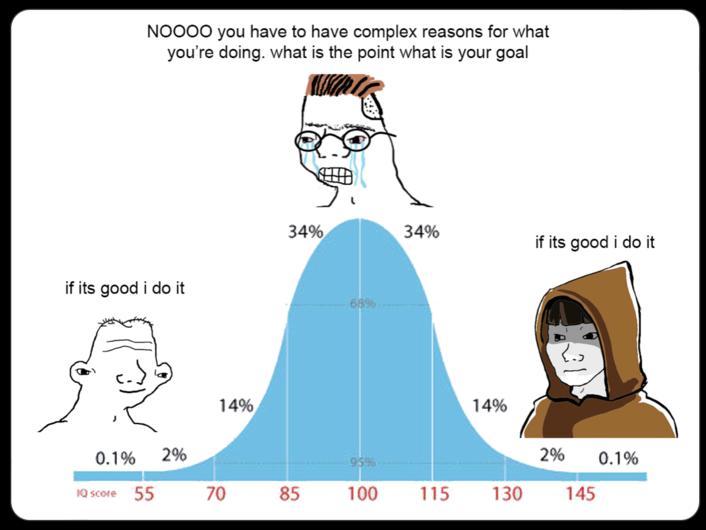 NOOOO you have to have complex reasons for what
you're doing. what is the point what is your goal
34%
34%
if its good i do it
if its good i do it
68%
14%
14%
0.1%
2%
95%
2%
0.1%
IQ score 55 70 85 100 115 130 145